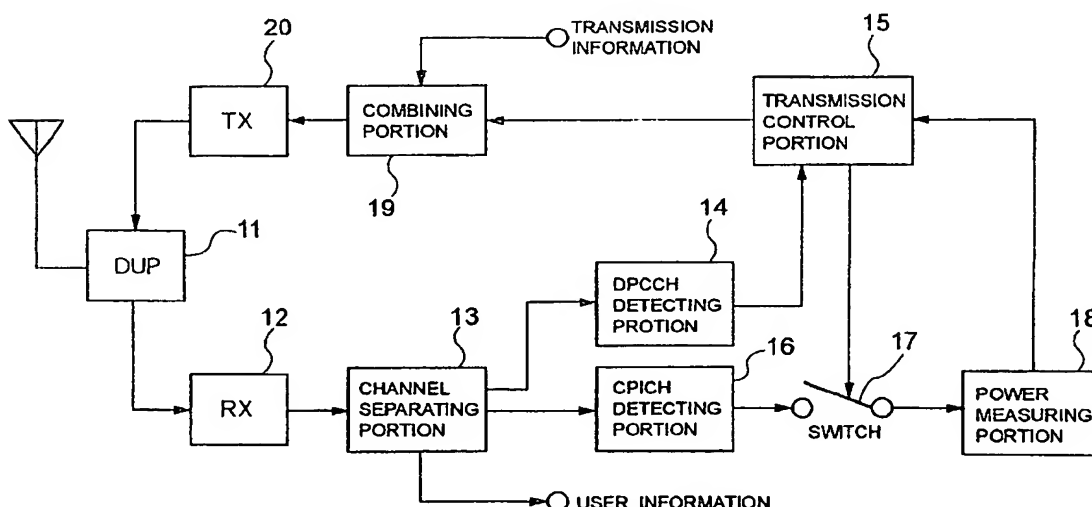 20
TRANSMISSION
INFORMATION
15
TX
COMBINING
PORTION
TRANSMISSION
CONTROL
PORTION
19
11
DUP
14
DPCCH
DETECTING
PROTION
12
13
16
17
18
RX
CHANNEL
SEPARATING
PORTION
CPICH
DETECTING
PORTION
SWITCH
POWER
MEASURING
PORTION
USER INFORMATION